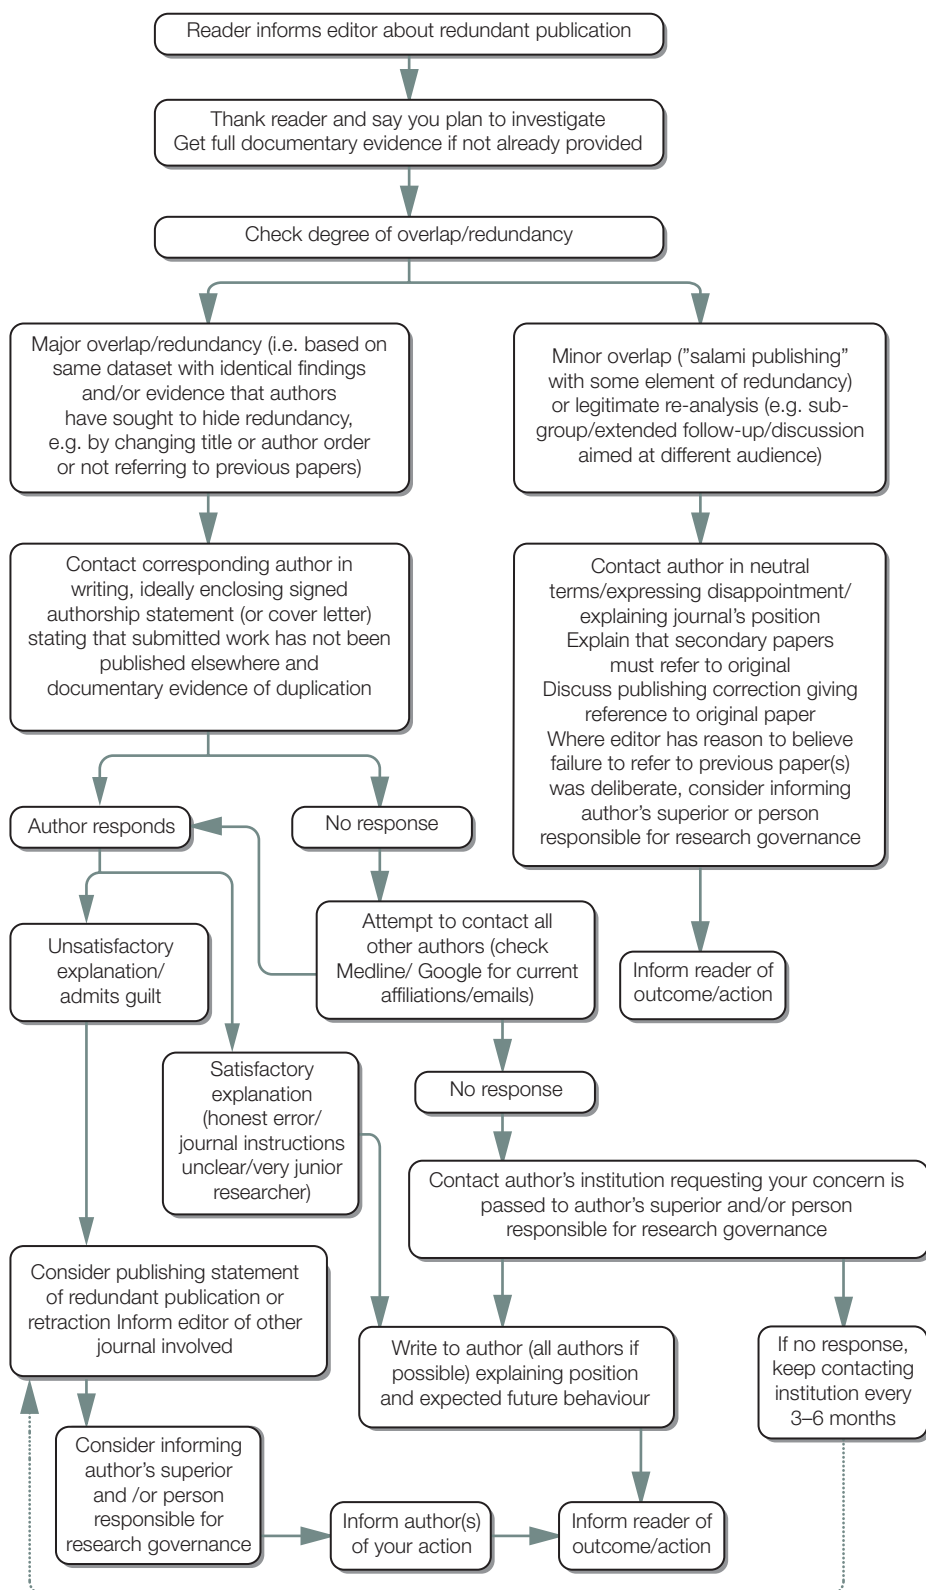 Reader informs editor about redundant publication
Thank reader and say you plan to investigate
Get full documentary evidence if not already provided
Check degree of overlap/redundancy
Major overlap/redundancy (i.e. based on
same dataset with identical findings
and/or evidence that authors
have sought to hide redundancy,
e.g. by changing title or author order
or not referring to previous papers)
Minor overlap ("salami publishing"
with some element of redundancy)
or legitimate re-analysis (e.g. sub-
group/extended follow-up/discussion
aimed at different audience)
Contact corresponding author in
writing, ideally enclosing signed
authorship statement (or cover letter)
stating that submitted work has not been
published elsewhere and
documentary evidence of duplication
Contact author in neutral
terms/expressing disappointment/
explaining journal's position
Explain that secondary papers
must refer to original
Discuss publishing correction giving
reference to original paper
Where editor has reason to believe
failure to refer to previous paper(s)
was deliberate, consider informing
author's superior or person
responsible for research governance
Author responds
No response
Unsatisfactory
explanation/
admits guilt
Attempt to contact all
other authors (check
Medline/ Google for current
affiliations/emails)
Inform reader of
outcome/action
Satisfactory
explanation
(honest error/
journal instructions
unclear/very junior
researcher)
No response
Contact author's institution requesting your concern is
passed to author's superior and/or person
responsible for research governance
Consider publishing statement
of redundant publication or
retraction Inform editor of other
journal involved
Write to author (all authors if
possible) explaining position
and expected future behaviour
If no response,
keep contacting
institution every
3–6 months
Consider informing
author's superior
and /or person
responsible for
research governance
Inform author(s)
of your action
Inform reader of
outcome/action